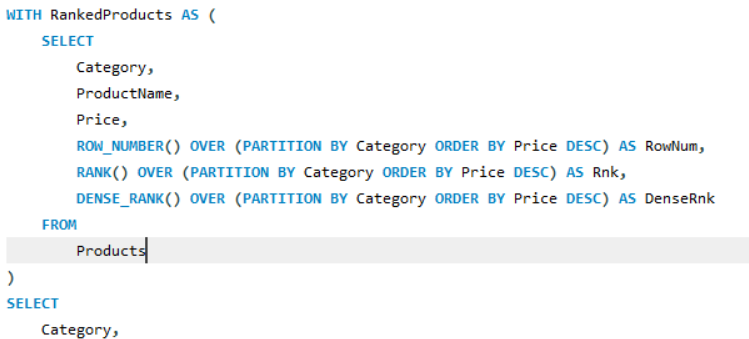 WITH RankedProducts AS (
SELECT
Category,
ProductName,
Price,
ROW_NUMBER() OVER (PARTITION BY Category ORDER BY Price DESC) AS RowNum,
RANK() OVER (PARTITION BY Category ORDER BY Price DESC) AS Rnk,
DENSE_RANK() OVER (PARTITION BY Category ORDER BY Price DESC) AS DenseRnk
FROM
Products
)
SELECT
Category,